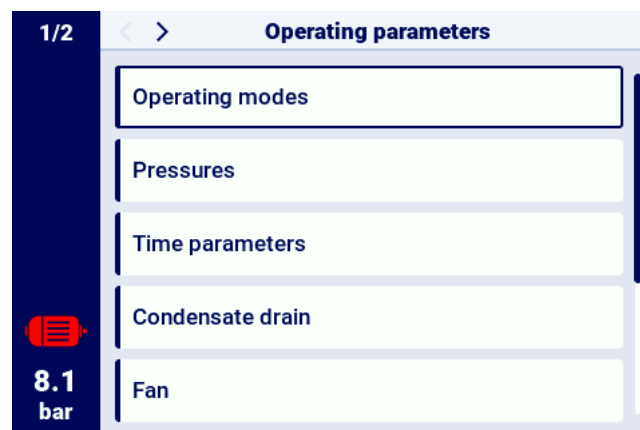 1/2
Operating parameters
Operating modes
Pressures
Time parameters
Condensate drain
Fan
8.1
bar